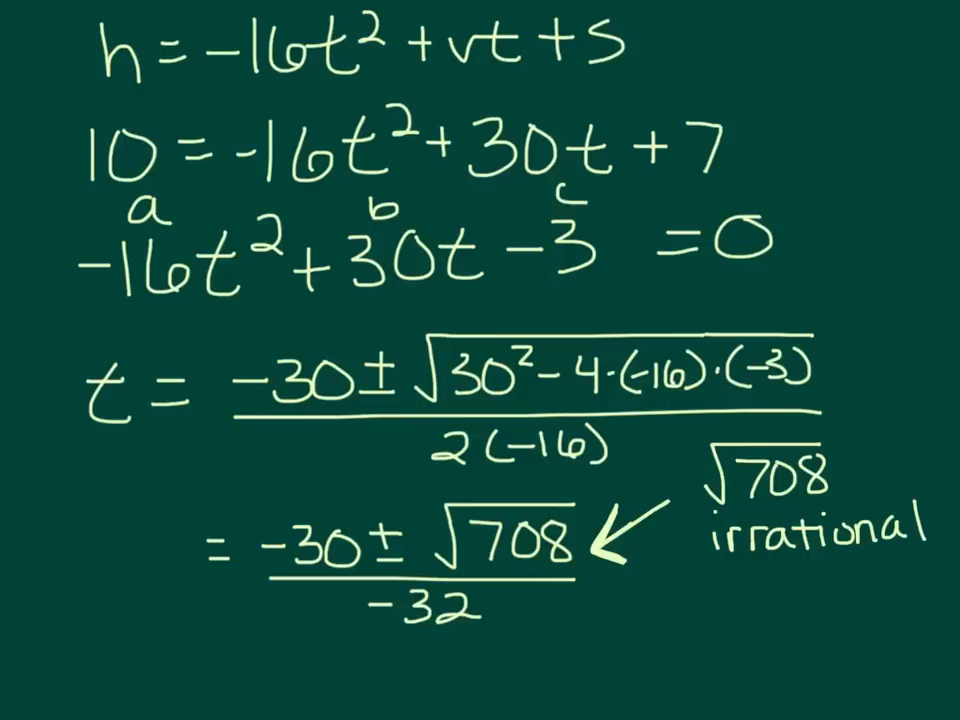 h = -16t² + vt + s
10 = -16t² + 30t + 7
a b c
-16t² + 30t - 3 = 0
t = (-30 ± √(30² - 4·(-16)·(-3))) / 2(-16)
√708
irrational
= (-30 ± √708) / -32